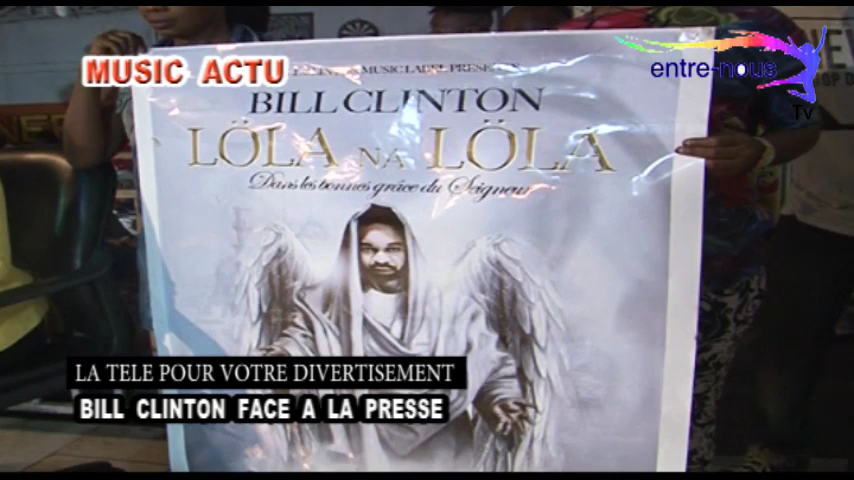 MUSIC ACTU
entre-nous
Tv
MUSIC LABEL PRESENTS
BILL CLINTON
LÖLA NA LÖLA
Dans les bonnes grâce du Seigneur
LA TELE POUR VOTRE DIVERTISEMENT
BILL CLINTON FACE A LA PRESSE